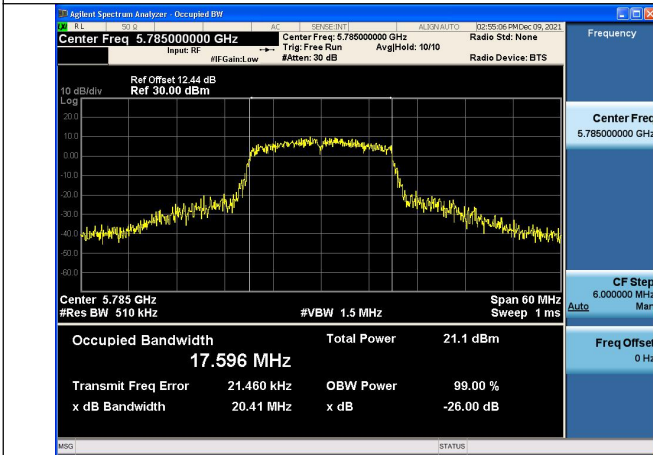 Agilent Spectrum Analyzer - Occupied BW
RL 50 Ω AC SENSE:INT ALIGNAUTO 02:55:06 PMDec 09, 2021
Center Freq 5.785000000 GHz
Input: RF
#IFGain:Low
Center Freq: 5.785000000 GHz
Trig: Free Run Avg|Hold: 10/10
#Atten: 30 dB
Radio Std: None
Radio Device: BTS
Frequency
Ref Offset 12.44 dB
10 dB/div Ref 30.00 dBm
Log
20.0
10.0
0.00
-10.0
-20.0
-30.0
-40.0
-50.0
-60.0
Center 5.785 GHz Span 60 MHz
#Res BW 510 kHz #VBW 1.5 MHz Sweep 1 ms
Occupied Bandwidth Total Power 21.1 dBm
17.596 MHz
Transmit Freq Error 21.460 kHz OBW Power 99.00 %
x dB Bandwidth 20.41 MHz x dB -26.00 dB
Center Freq
5.785000000 GHz
CF Step
6.000000 MHz
Auto Man
Freq Offset
0 Hz
MSG STATUS